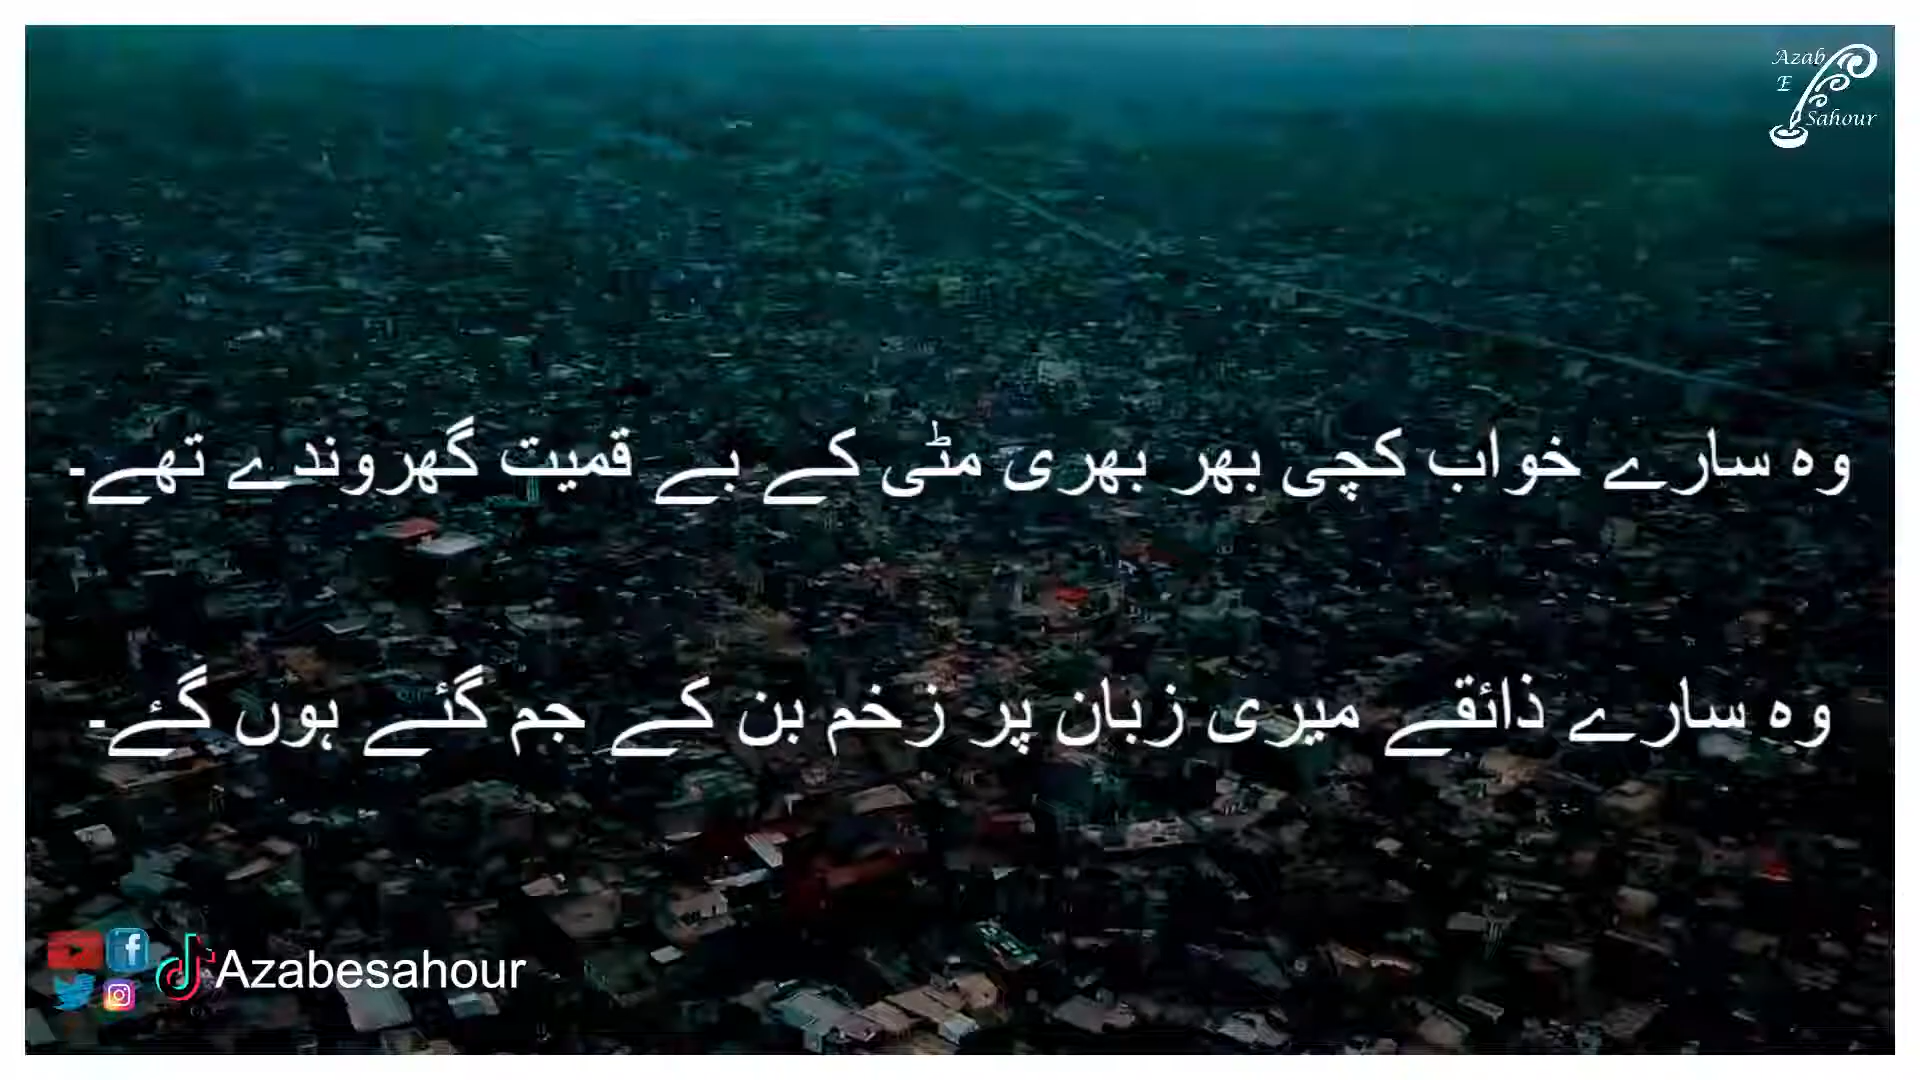 Azab
E
Sahour
وہ سارے خواب کچی بھر بھری مٹی کے بے قمیت گھروندے تھے۔
وہ سارے ذائقے میری زبان پر زخم بن کے جم گئے ہوں گے۔
Azabesahour